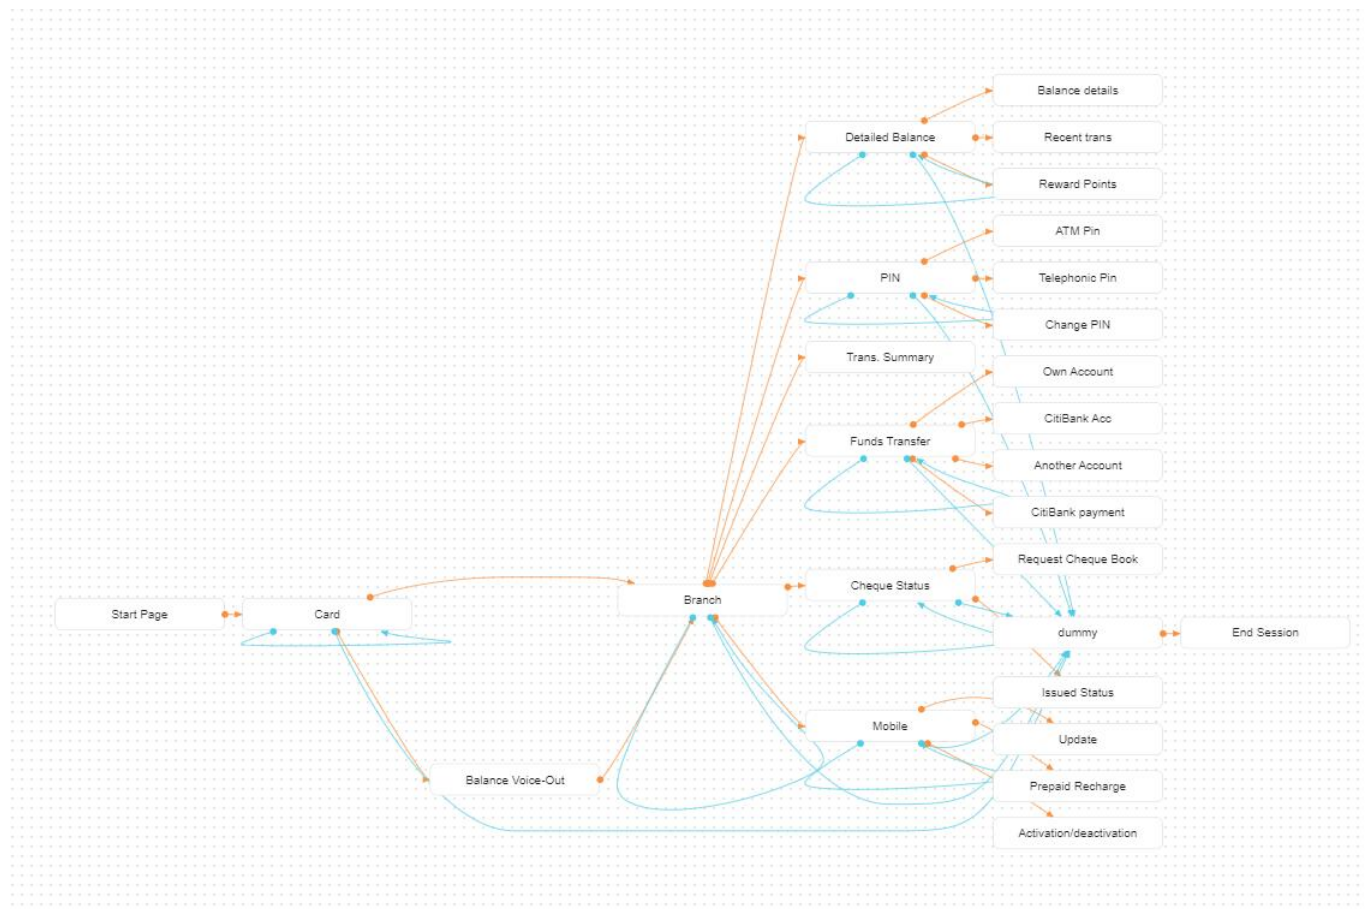 Balance details
Detailed Balance
Recent trans
Reward Points
ATM Pin
PIN
Telephonic Pin
Change PIN
Trans. Summary
Own Account
CitiBank Acc
Funds Transfer
Another Account
CitiBank payment
Request Cheque Book
Cheque Status
Branch
Start Page
Card
dummy
End Session
Issued Status
Mobile
Update
Balance Voice-Out
Prepaid Recharge
Activation/deactivation